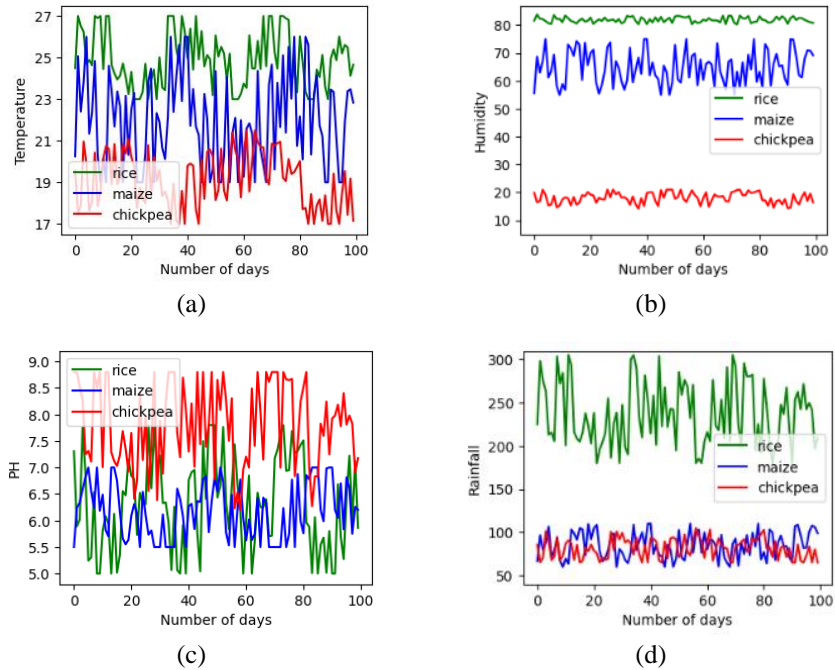 27
25
23
21
19
17
Temperature
rice
maize
chickpea
0
20
40
60
80
100
Number of days
(a)
90
80
70
60
50
40
30
20
10
Humidity
rice
maize
chickpea
0
20
40
60
80
100
Number of days
(b)
9.0
8.5
8.0
7.5
7.0
6.5
6.0
5.5
5.0
PH
rice
maize
chickpea
0
20
40
60
80
100
Number of days
(c)
300
250
200
150
100
50
Rainfall
rice
maize
chickpea
0
20
40
60
80
100
Number of days
(d)